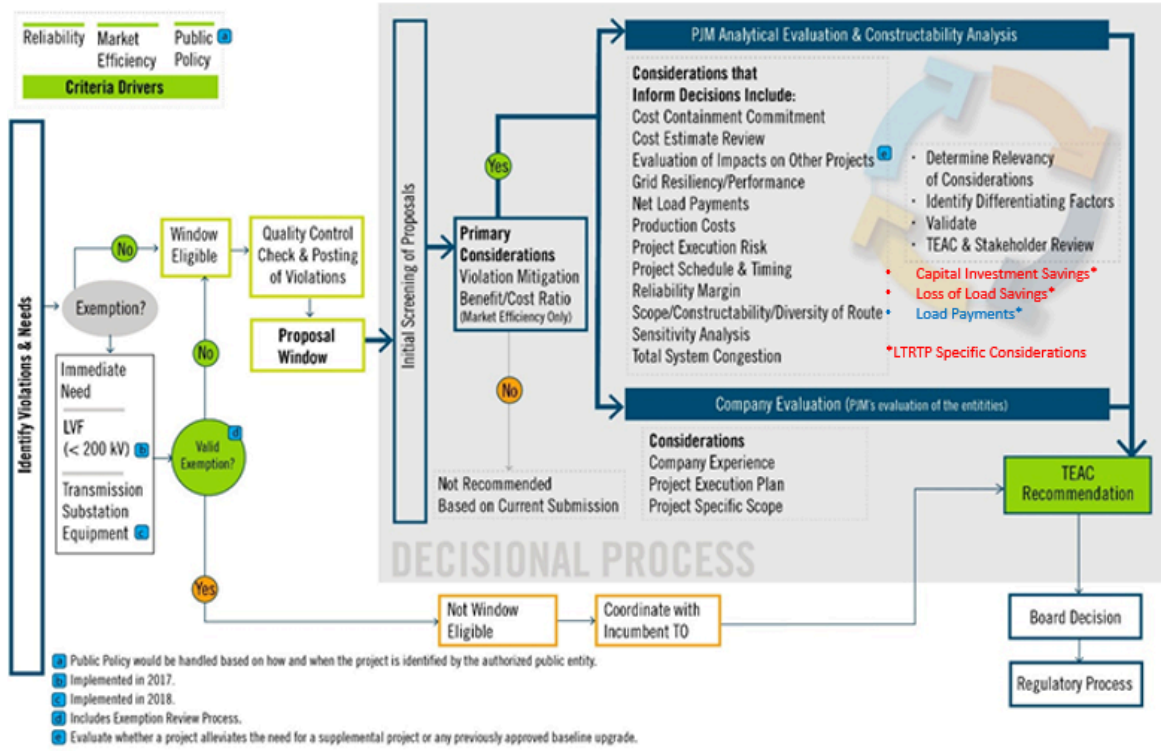 Reliability
Market
Efficiency
Public
Policy
a
Criteria Drivers
Identify Violations & Needs
Exemption?
No
Window
Eligible
Quality Control
Check & Posting
of Violations
Proposal
Window
Immediate
Need
LVF
(< 200 kV) b
Transmission
Substation
Equipment c
No
d
Valid
Exemption?
Yes
Not Window
Eligible
Coordinate with
Incumbent TO
Initial Screening of Proposals
Yes
Primary
Considerations
Violation Mitigation
Benefit/Cost Ratio
(Market Efficiency Only)
No
Not Recommended
Based on Current Submission
PJM Analytical Evaluation & Constructability Analysis
Considerations that
Inform Decisions Include:
Cost Containment Commitment
Cost Estimate Review
Evaluation of Impacts on Other Projects e
Grid Resiliency/Performance
Net Load Payments
Production Costs
Project Execution Risk
Project Schedule & Timing
Reliability Margin
Scope/Constructability/Diversity of Route
Sensitivity Analysis
Total System Congestion
• Determine Relevancy
of Considerations
• Identify Differentiating Factors
• Validate
• TEAC & Stakeholder Review
• Capital Investment Savings*
• Loss of Load Savings*
• Load Payments*
*LTRTP Specific Considerations
Company Evaluation (PJM's evaluation of the entitities)
Considerations
Company Experience
Project Execution Plan
Project Specific Scope
DECISIONAL PROCESS
TEAC
Recommendation
Board Decision
Regulatory Process
a Public Policy would be handled based on how and when the project is identified by the authorized public entity.
b Implemented in 2017.
c Implemented in 2018.
d Includes Exemption Review Process.
e Evaluate whether a project alleviates the need for a supplemental project or any previously approved baseline upgrade.